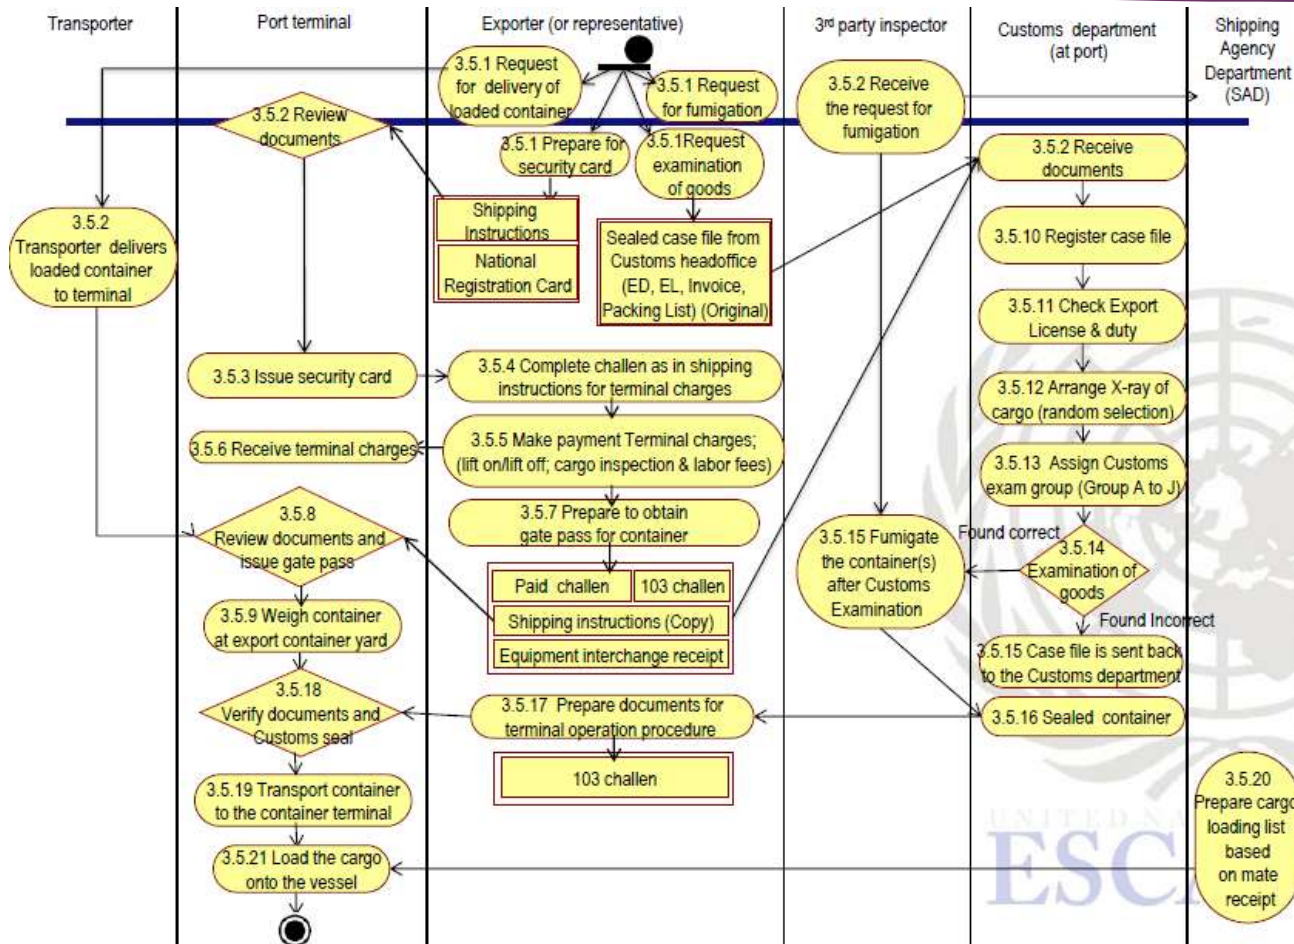 Transporter
Port terminal
Exporter (or representative)
3rd party inspector
Customs department
(at port)
Shipping
Agency
Department
(SAD)
3.5.1 Request
for delivery of
loaded container
3.5.1 Request
for fumigation
3.5.2 Receive
the request for
fumigation
3.5.2 Review
documents
3.5.1 Prepare for
security card
3.5.1Request
examination
of goods
3.5.2 Receive
documents
3.5.2
Transporter delivers
loaded container
to terminal
Shipping
Instructions
National
Registration Card
Sealed case file from
Customs headoffice
(ED, EL, Invoice,
Packing List) (Original)
3.5.10 Register case file
3.5.11 Check Export
License & duty
3.5.3 Issue security card
3.5.4 Complete challen as in shipping
instructions for terminal charges
3.5.12 Arrange X-ray of
cargo (random selection)
3.5.6 Receive terminal charges
3.5.5 Make payment Terminal charges;
(lift on/lift off; cargo inspection & labor fees)
3.5.13 Assign Customs
exam group (Group A to J)
3.5.8
Review documents and
issue gate pass
3.5.7 Prepare to obtain
gate pass for container
3.5.15 Fumigate
the container(s)
after Customs
Examination
Found correct
3.5.14
Examination of
goods
Paid challen
103 challen
Shipping instructions (Copy)
Equipment interchange receipt
3.5.9 Weigh container
at export container yard
Found Incorrect
3.5.15 Case file is sent back
to the Customs department
3.5.18
Verify documents and
Customs seal
3.5.17 Prepare documents for
terminal operation procedure
3.5.16 Sealed container
103 challen
3.5.19 Transport container
to the container terminal
3.5.20
Prepare cargo
loading list
based
on mate
receipt
3.5.21 Load the cargo
onto the vessel
UNITED NA
ESC